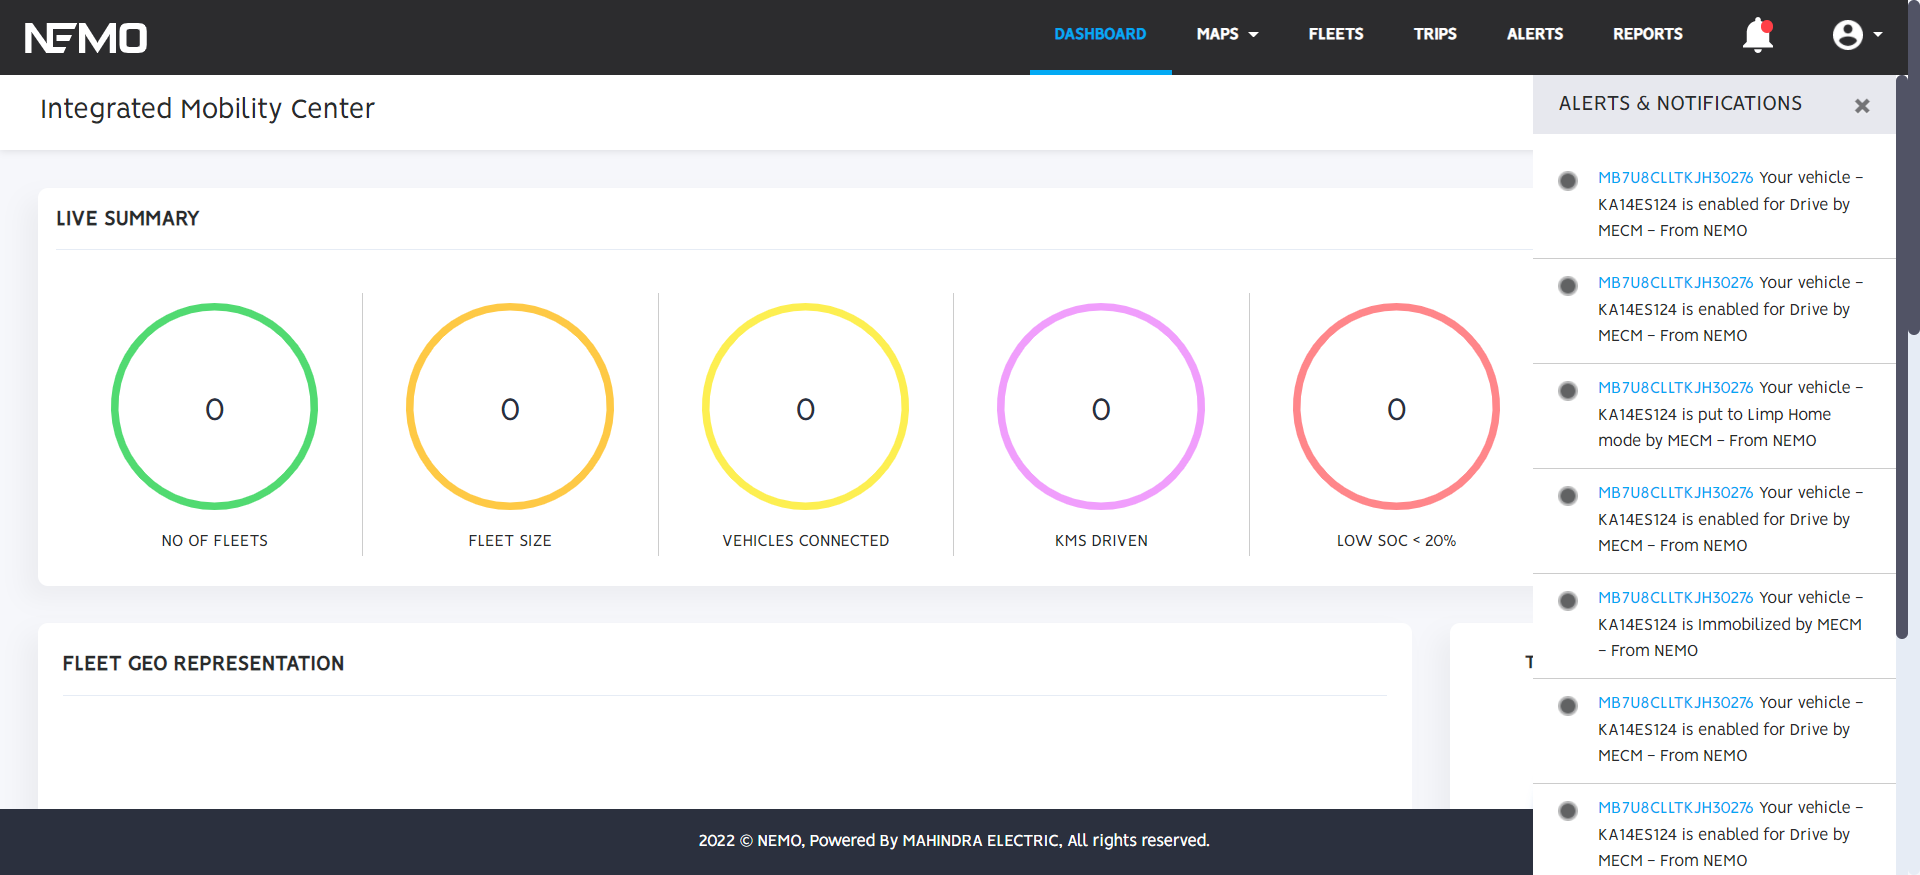 NEMO
DASHBOARD
MAPS
FLEETS
TRIPS
ALERTS
REPORTS
Integrated Mobility Center
LIVE SUMMARY
0
NO OF FLEETS
0
FLEET SIZE
0
VEHICLES CONNECTED
0
KMS DRIVEN
0
LOW SOC < 20%
FLEET GEO REPRESENTATION
T
ALERTS & NOTIFICATIONS
MB7U8CLLTKJH30276 Your vehicle -
KA14ES124 is enabled for Drive by
MECM - From NEMO
MB7U8CLLTKJH30276 Your vehicle -
KA14ES124 is enabled for Drive by
MECM - From NEMO
MB7U8CLLTKJH30276 Your vehicle -
KA14ES124 is put to Limp Home
mode by MECM - From NEMO
MB7U8CLLTKJH30276 Your vehicle -
KA14ES124 is enabled for Drive by
MECM - From NEMO
MB7U8CLLTKJH30276 Your vehicle -
KA14ES124 is Immobilized by MECM
- From NEMO
MB7U8CLLTKJH30276 Your vehicle -
KA14ES124 is enabled for Drive by
MECM - From NEMO
MB7U8CLLTKJH30276 Your vehicle -
KA14ES124 is enabled for Drive by
MECM - From NEMO
2022 © NEMO, Powered By MAHINDRA ELECTRIC, All rights reserved.